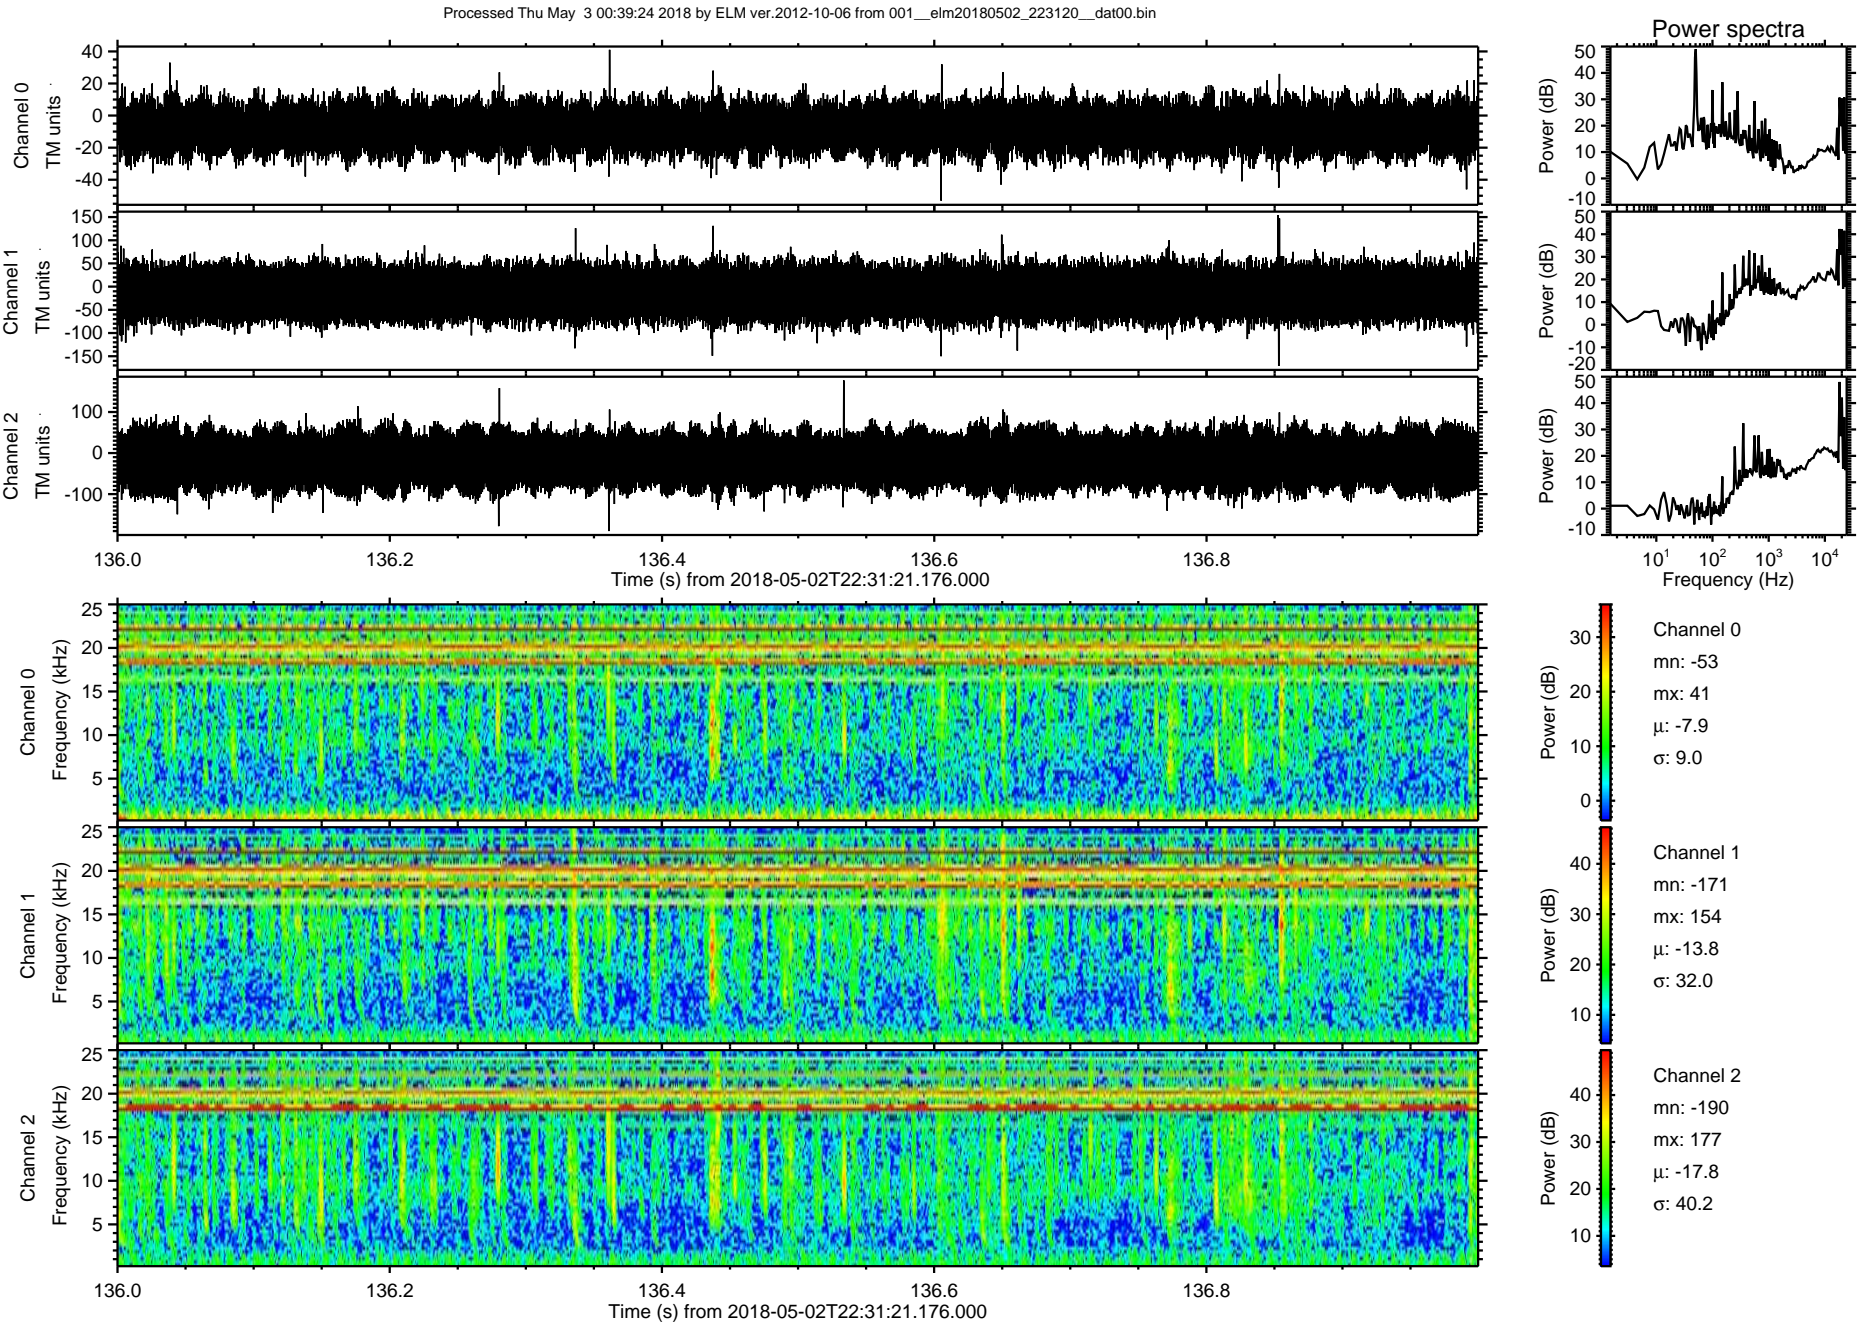 Processed Thu May  3 00:39:24 2018 by ELM ver.2012-10-06 from 001__elm20180502_223120__dat00.bin
Power spectra
Channel 0
TM units
40
20
0
-20
-40
Power (dB)
50
40
30
20
10
0
-10
Channel 1
TM units
150
100
50
0
-50
-100
-150
Power (dB)
50
40
30
20
10
0
-10
-20
Channel 2
TM units
100
0
-100
Power (dB)
50
40
30
20
10
0
-10
136.0 136.2 136.4 136.6 136.8
Time (s) from 2018-05-02T22:31:21.176.000
10^1 10^2 10^3 10^4
Frequency (Hz)
Channel 0
Frequency (kHz)
25
20
15
10
5
Power (dB)
30
20
10
0
Channel 0
mn: -53
mx: 41
μ: -7.9
σ: 9.0
Channel 1
Frequency (kHz)
25
20
15
10
5
Power (dB)
40
30
20
10
Channel 1
mn: -171
mx: 154
μ: -13.8
σ: 32.0
Channel 2
Frequency (kHz)
25
20
15
10
5
Power (dB)
40
30
20
10
Channel 2
mn: -190
mx: 177
μ: -17.8
σ: 40.2
136.0 136.2 136.4 136.6 136.8
Time (s) from 2018-05-02T22:31:21.176.000